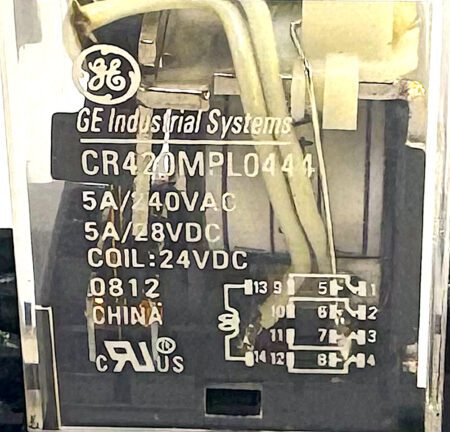 GE
GE Industrial Systems
CR420MPL0444
5A/240VAC
5A/28VDC
COIL:24VDC
0812
CHINA
c RU US
13 9 5 1
10 6 2
11 7 3
14 12 8 4